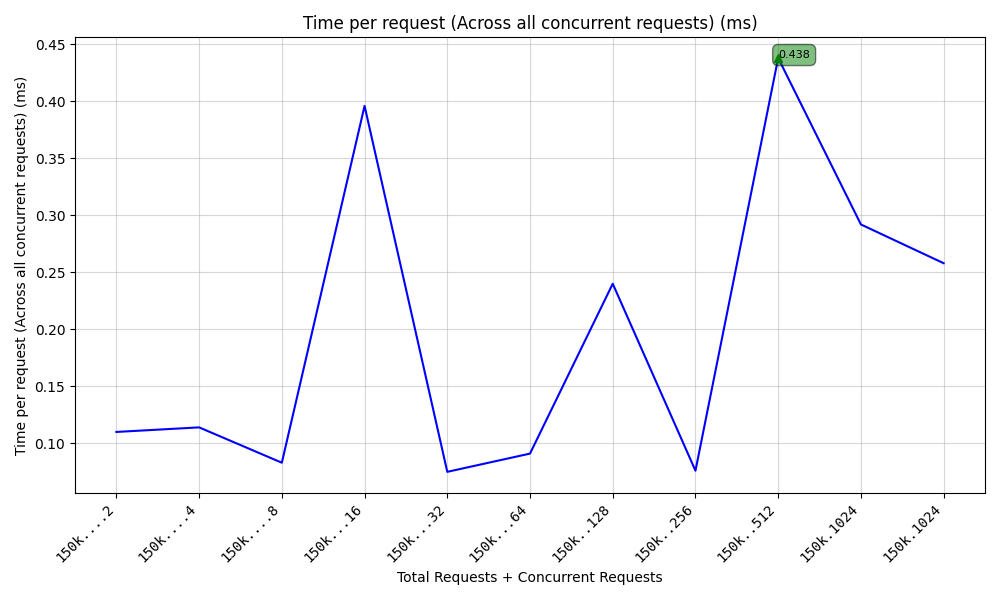 Time per request (Across all concurrent requests) (ms)
0.438
Time per request (Across all concurrent requests) (ms)
0.45
0.40
0.35
0.30
0.25
0.20
0.15
0.10
150k....2
150k....4
150k....8
150k...16
150k...32
150k...64
150k..128
150k..256
150k..512
150k.1024
150k.1024
Total Requests + Concurrent Requests